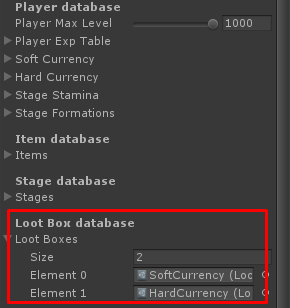 Player database
Player Max Level 1000
Player Exp Table
Soft Currency
Hard Currency
Stage Stamina
Stage Formations
Item database
Items
Stage database
Stages
Loot Box database
Loot Boxes
Size 2
Element 0 SoftCurrency (Loo
Element 1 HardCurrency (Lo